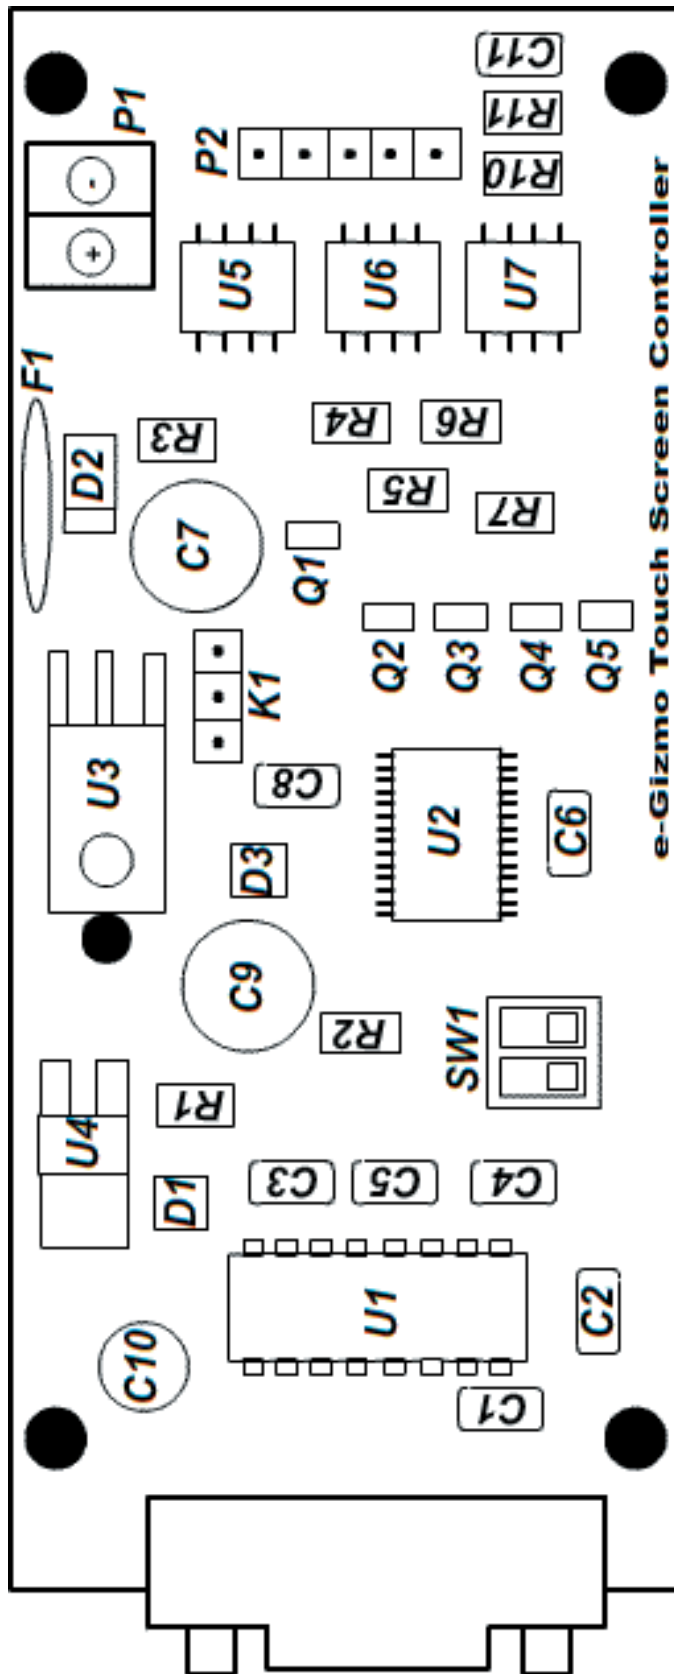 C11
P1
R11
P2
R10
-
+
U5
U6
U7
e-Gizmo Touch Screen Controller
F1
R3
R4
R6
D2
R5
R7
C7
Q1
Q2
Q3
Q4
Q5
K1
U3
C8
U2
C6
D3
C9
R2
SW1
R1
U4
D1
C3
C5
C4
U1
C2
C10
C1